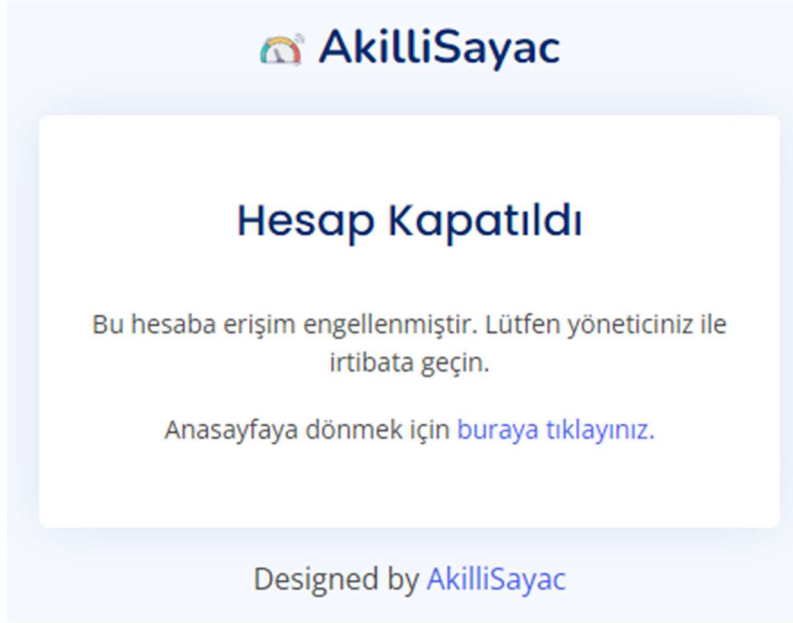 AkilliSayac
Hesap Kapatıldı
Bu hesaba erişim engellenmiştir. Lütfen yöneticiniz ile
irtibata geçin.
Anasayfaya dönmek için buraya tıklayınız.
Designed by AkilliSayac